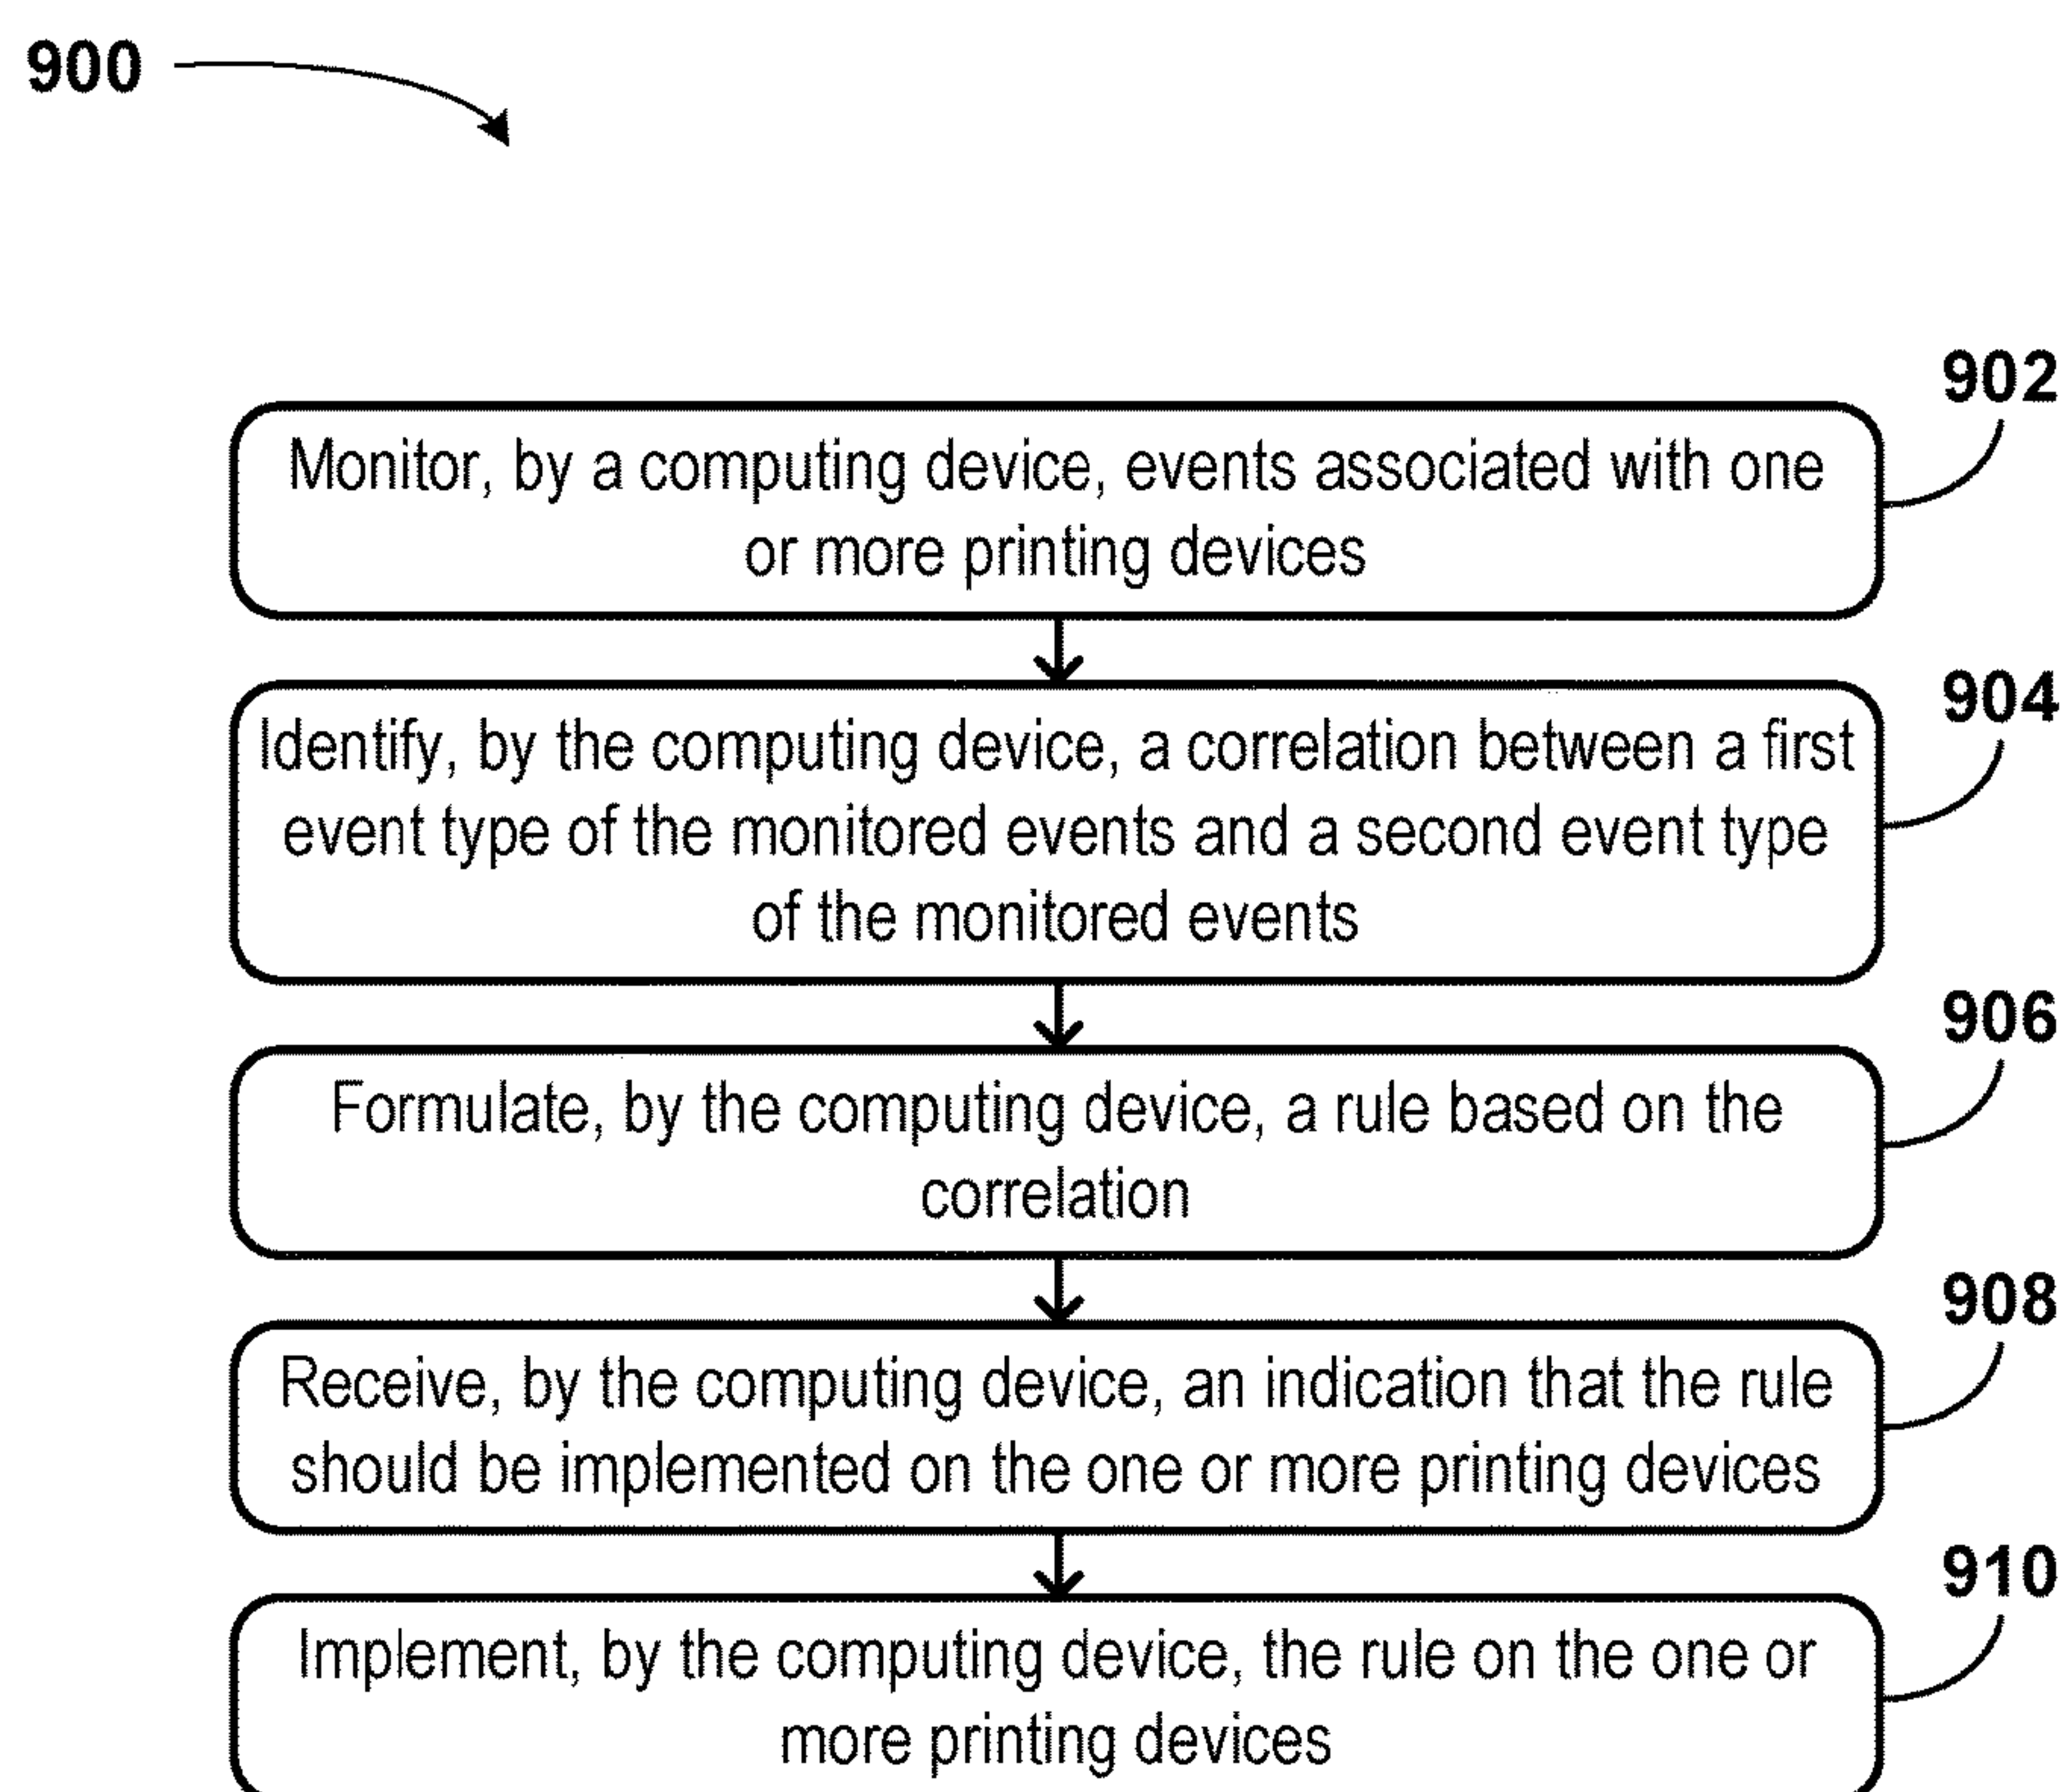 900
902
Monitor, by a computing device, events associated with one
or more printing devices
904
Identify, by the computing device, a correlation between a first
event type of the monitored events and a second event type
of the monitored events
906
Formulate, by the computing device, a rule based on the
correlation
908
Receive, by the computing device, an indication that the rule
should be implemented on the one or more printing devices
910
Implement, by the computing device, the rule on the one or
more printing devices